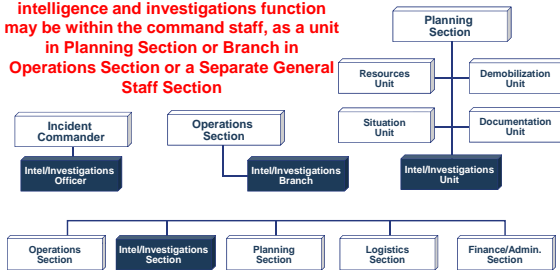 intelligence and investigations function
may be within the command staff, as a unit
in Planning Section or Branch in
Operations Section or a Separate General
Staff Section
Planning
Section
Resources
Unit
Demobilization
Unit
Situation
Unit
Documentation
Unit
Intel/Investigations
Unit
Incident
Commander
Intel/Investigations
Officer
Operations
Section
Intel/Investigations
Branch
Operations
Section
Intel/Investigations
Section
Planning
Section
Logistics
Section
Finance/Admin.
Section